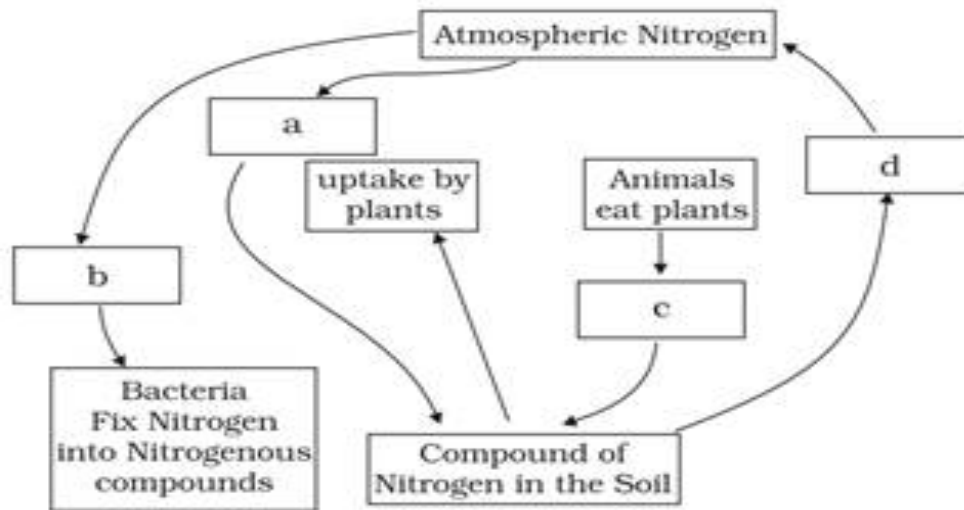 Atmospheric Nitrogen
a
uptake by
plants
Animals
eat plants
d
b
c
Bacteria
Fix Nitrogen
into Nitrogenous
compounds
Compound of
Nitrogen in the Soil